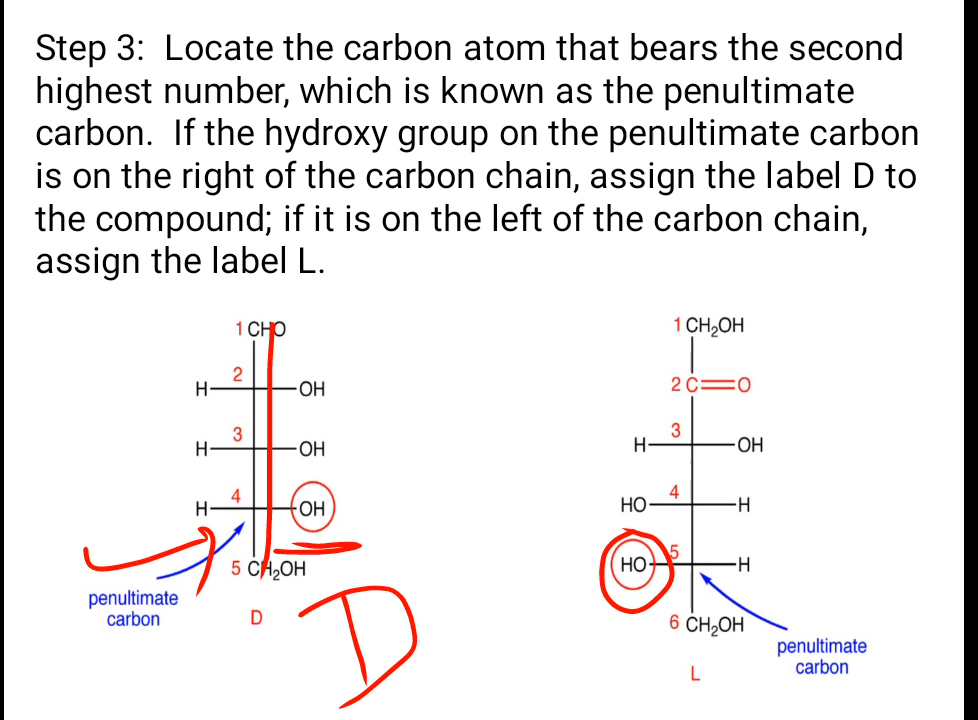 Step 3: Locate the carbon atom that bears the second
highest number, which is known as the penultimate
carbon. If the hydroxy group on the penultimate carbon
is on the right of the carbon chain, assign the label D to
the compound; if it is on the left of the carbon chain,
assign the label L.
1 CHO
2
H OH
3
H OH
4
H OH
5 CH₂OH
penultimate
carbon
D
D
1 CH₂OH
2 C=O
3
H OH
4
HO H
5
HO H
6 CH₂OH
penultimate
carbon
L